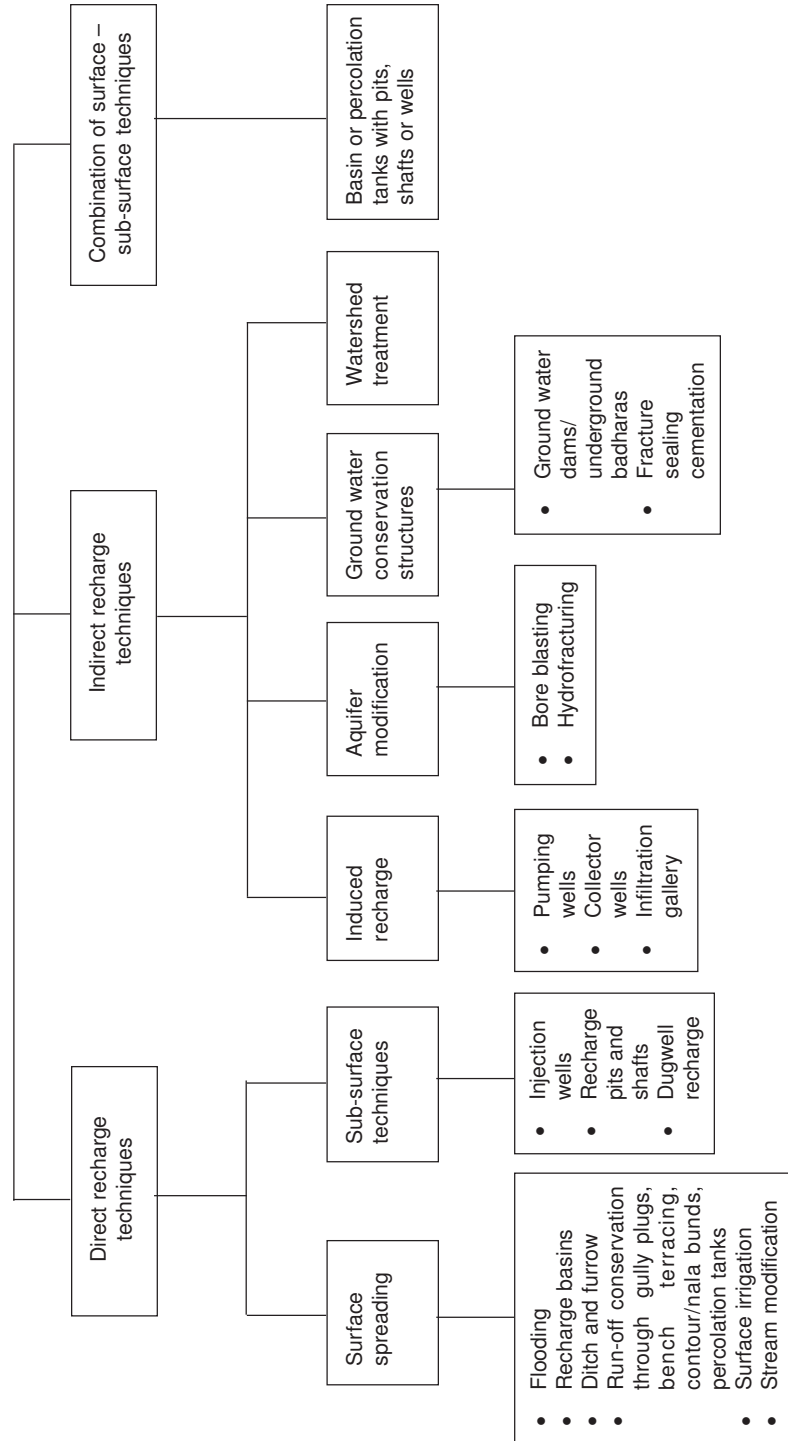 Direct recharge
techniques
Indirect recharge
techniques
Combination of surface –
sub-surface techniques
Surface
spreading
Sub-surface
techniques
Induced
recharge
Aquifer
modification
Ground water
conservation
structures
Watershed
treatment
Basin or percolation
tanks with pits,
shafts or wells
• Flooding
• Recharge basins
• Ditch and furrow
• Run-off conservation
through gully plugs,
bench terracing,
contour/nala bunds,
percolation tanks
• Surface irrigation
• Stream modification
• Injection
wells
• Recharge
pits and
shafts
• Dugwell
recharge
• Pumping
wells
• Collector
wells
• Infiltration
gallery
• Bore blasting
• Hydrofracturing
• Ground water
dams/
underground
badharas
• Fracture
sealing
cementation